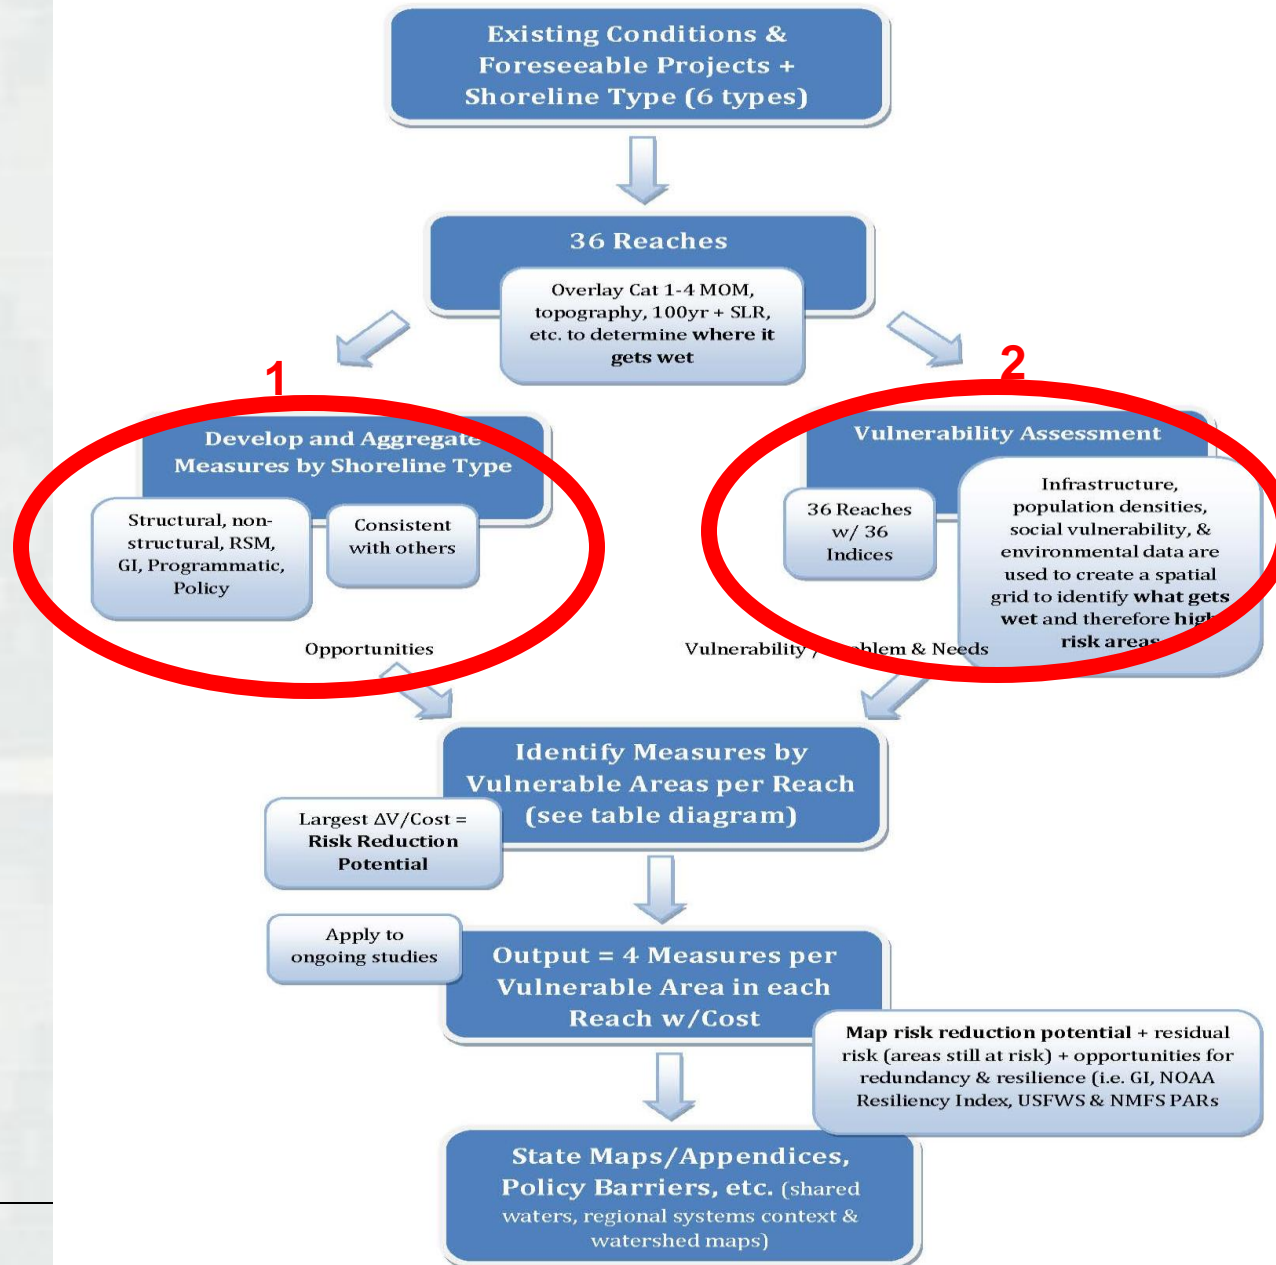 Existing Conditions &
Foreseeable Projects +
Shoreline Type (6 types)
36 Reaches
Overlay Cat 1-4 MOM,
topography, 100yr + SLR,
etc. to determine where it
gets wet
1
2
Develop and Aggregate
Measures by Shoreline Type
Structural, non-
structural, RSM,
GI, Programmatic,
Policy
Consistent
with others
Vulnerability Assessment
36 Reaches
w/ 36
Indices
Infrastructure,
population densities,
social vulnerability, &
environmental data are
used to create a spatial
grid to identify what gets
wet and therefore high
risk areas
Opportunities
Vulnerability / Problem & Needs
Identify Measures by
Vulnerable Areas per Reach
(see table diagram)
Largest ΔV/Cost =
Risk Reduction
Potential
Apply to
ongoing studies
Output = 4 Measures per
Vulnerable Area in each
Reach w/Cost
Map risk reduction potential + residual
risk (areas still at risk) + opportunities for
redundancy & resilience (i.e. GI, NOAA
Resiliency Index, USFWS & NMFS PARs
State Maps/Appendices,
Policy Barriers, etc. (shared
waters, regional systems context &
watershed maps)